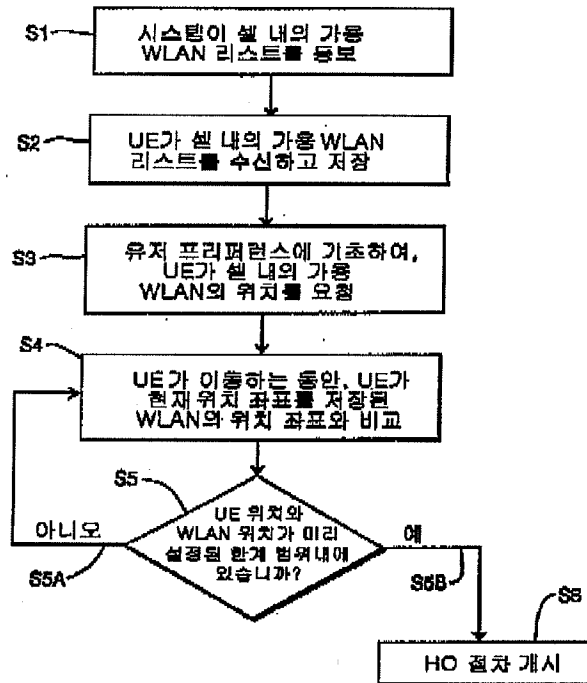 S1
시스템이 셀 내의 가용
WLAN 리스트를 통보
S2
UE가 셀 내의 가용 WLAN
리스트를 수신하고 저장
S3
유저 프리퍼런스에 기초하여,
UE가 셀 내의 가용
WLAN의 위치를 요청
S4
UE가 이동하는 동안, UE가
현재 위치 좌표를 저장된
WLAN의 위치 좌표와 비교
S5
UE 위치와
WLAN 위치가 미리
설정된 한계 범위내에
있습니까?
아니오
S5A
예
S5B
S6
HO 절차 개시